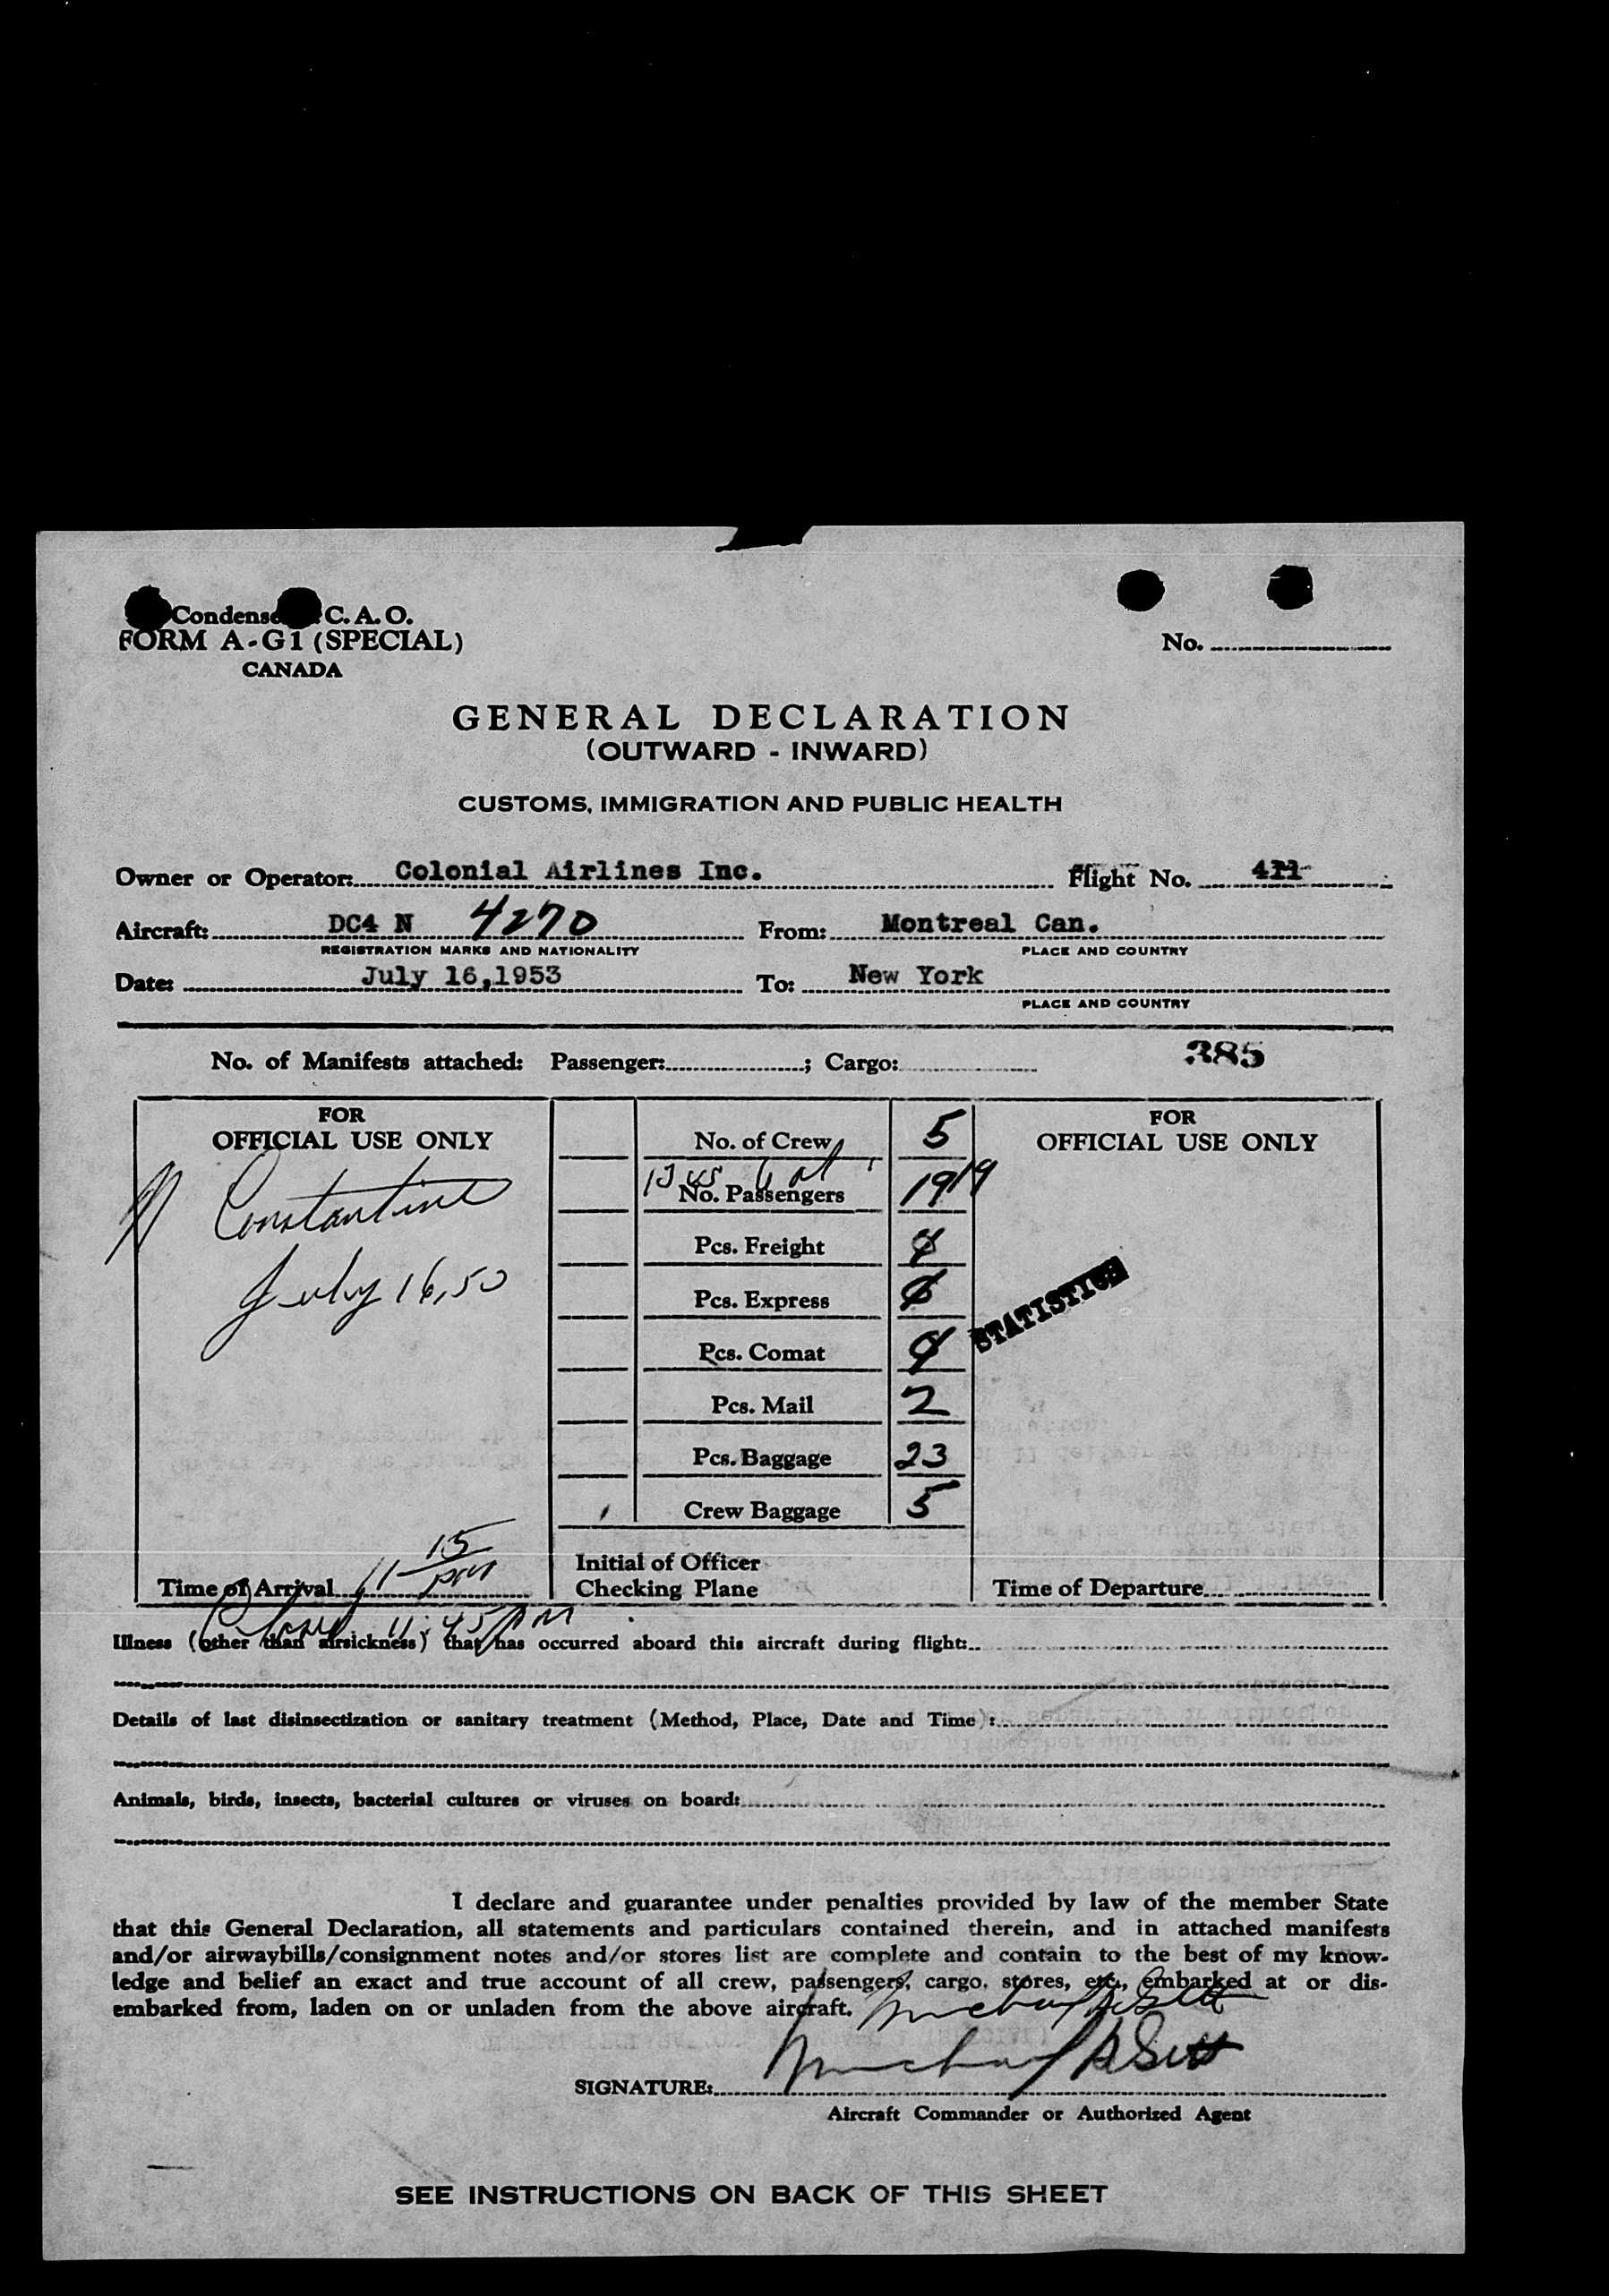 Condense C. A. O.
FORM A-G1 (SPECIAL)
No.
CANADA
GENERAL DECLARATION
(OUTWARD - INWARD)
CUSTOMS, IMMIGRATION AND PUBLIC HEALTH
Owner or Operator: Colonial Airlines Inc. Flight No.
Aircraft: DC4 N 4270 From: Montreal Can.
REGISTRATION MARKS AND NATIONALITY PLACE AND COUNTRY
Date: July 16,1953 To: New York
PLACE AND COUNTRY
No. of Manifests attached: Passenger: ; Cargo: 385
FOR
OFFICIAL USE ONLY
Constantine
July 16,50
No. of Crew 5
No. Passengers 19 19
Pcs. Freight
Pcs. Express
Pcs. Comat
Pcs. Mail 2
Pcs. Baggage 23
Crew Baggage 5
Initial of Officer
Checking Plane
FOR
OFFICIAL USE ONLY
STATISTICS
Time of Arrival 11 15 PM
Time of Departure
11:45 PM
Illness (other than airsickness) that has occurred aboard this aircraft during flight:
Details of last disinsectization or sanitary treatment (Method, Place, Date and Time):
Animals, birds, insects, bacterial cultures or viruses on board:
I declare and guarantee under penalties provided by law of the member State
that this General Declaration, all statements and particulars contained therein, and in attached manifests
and/or airwaybills/consignment notes and/or stores list are complete and contain to the best of my know-
ledge and belief an exact and true account of all crew, passengers, cargo, stores, etc., embarked at or dis-
embarked from, laden on or unladen from the above aircraft.
SIGNATURE: Michael
Aircraft Commander or Authorized Agent
SEE INSTRUCTIONS ON BACK OF THIS SHEET